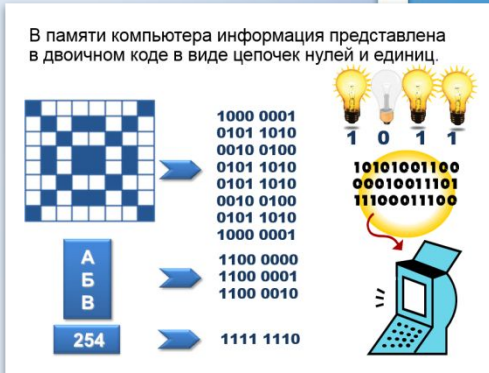 В памяти компьютера информация представлена
в двоичном коде в виде цепочек нулей и единиц.
1000 0001
0101 1010
0010 0100
0101 1010
0101 1010
0010 0100
0101 1010
1000 0001
А
Б
В
1100 0000
1100 0001
1100 0010
254
1111 1110
1 0 1 1
10101001100
00010011101
11100011100